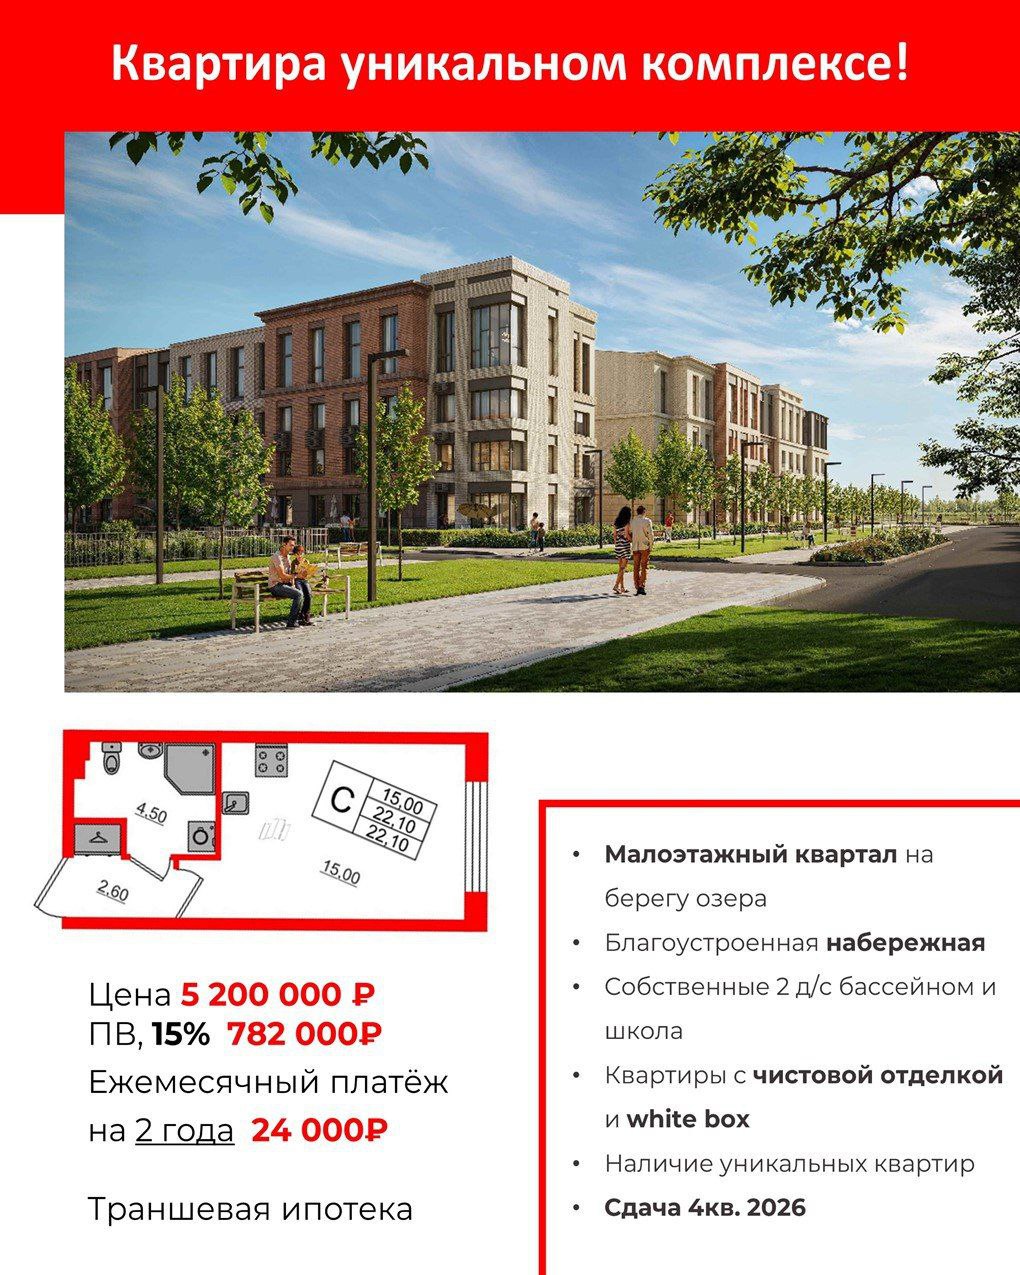 Квартира уникальном комплексе!
4,50
2,60
С
15,00
22,10
22,10
15,00
Цена 5 200 000 ₽
ПВ, 15% 782 000₽
Ежемесячный платёж
на 2 года 24 000₽
Траншевая ипотека
• Малоэтажный квартал на
берегу озера
• Благоустроенная набережная
• Собственные 2 д/с бассейном и
школа
• Квартиры с чистовой отделкой
и white box
• Наличие уникальных квартир
• Сдача 4кв. 2026